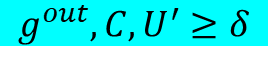 g^{out}, C, U' ≥ δ